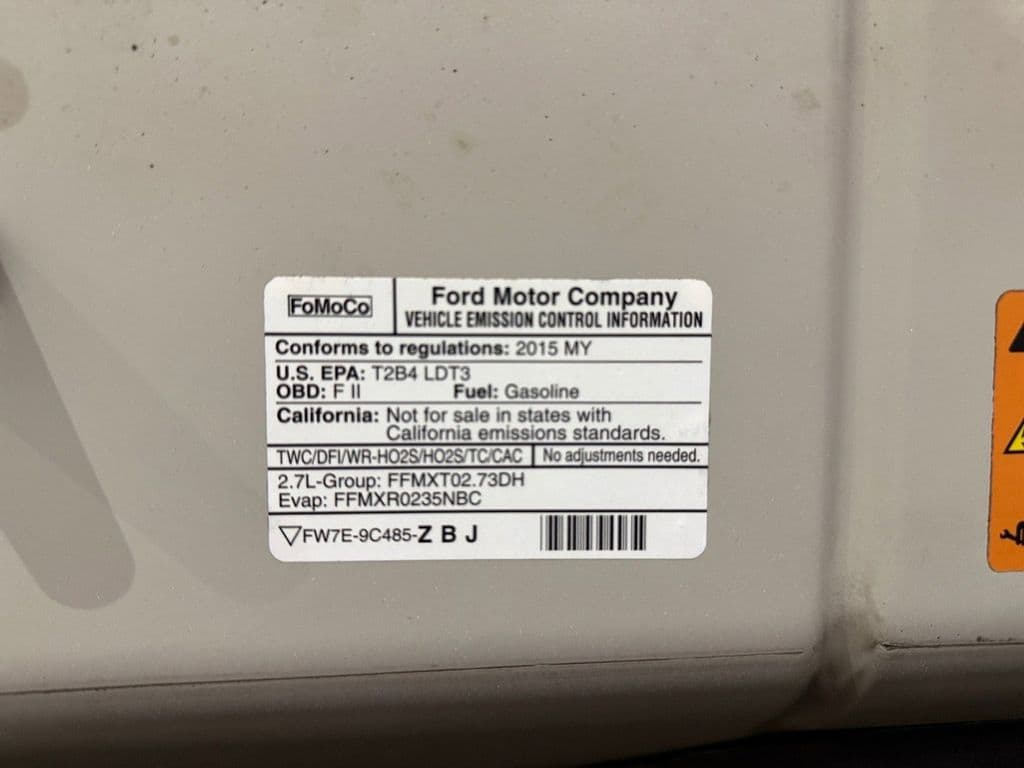 FoMoCo
Ford Motor Company
VEHICLE EMISSION CONTROL INFORMATION
Conforms to regulations: 2015 MY
U.S. EPA: T2B4 LDT3
OBD: F II Fuel: Gasoline
California: Not for sale in states with
California emissions standards.
TWC/DFI/WR-HO2S/HO2S/TC/CAC No adjustments needed.
2.7L-Group: FFMXT02.73DH
Evap: FFMXR0235NBC
FW7E-9C485-Z B J